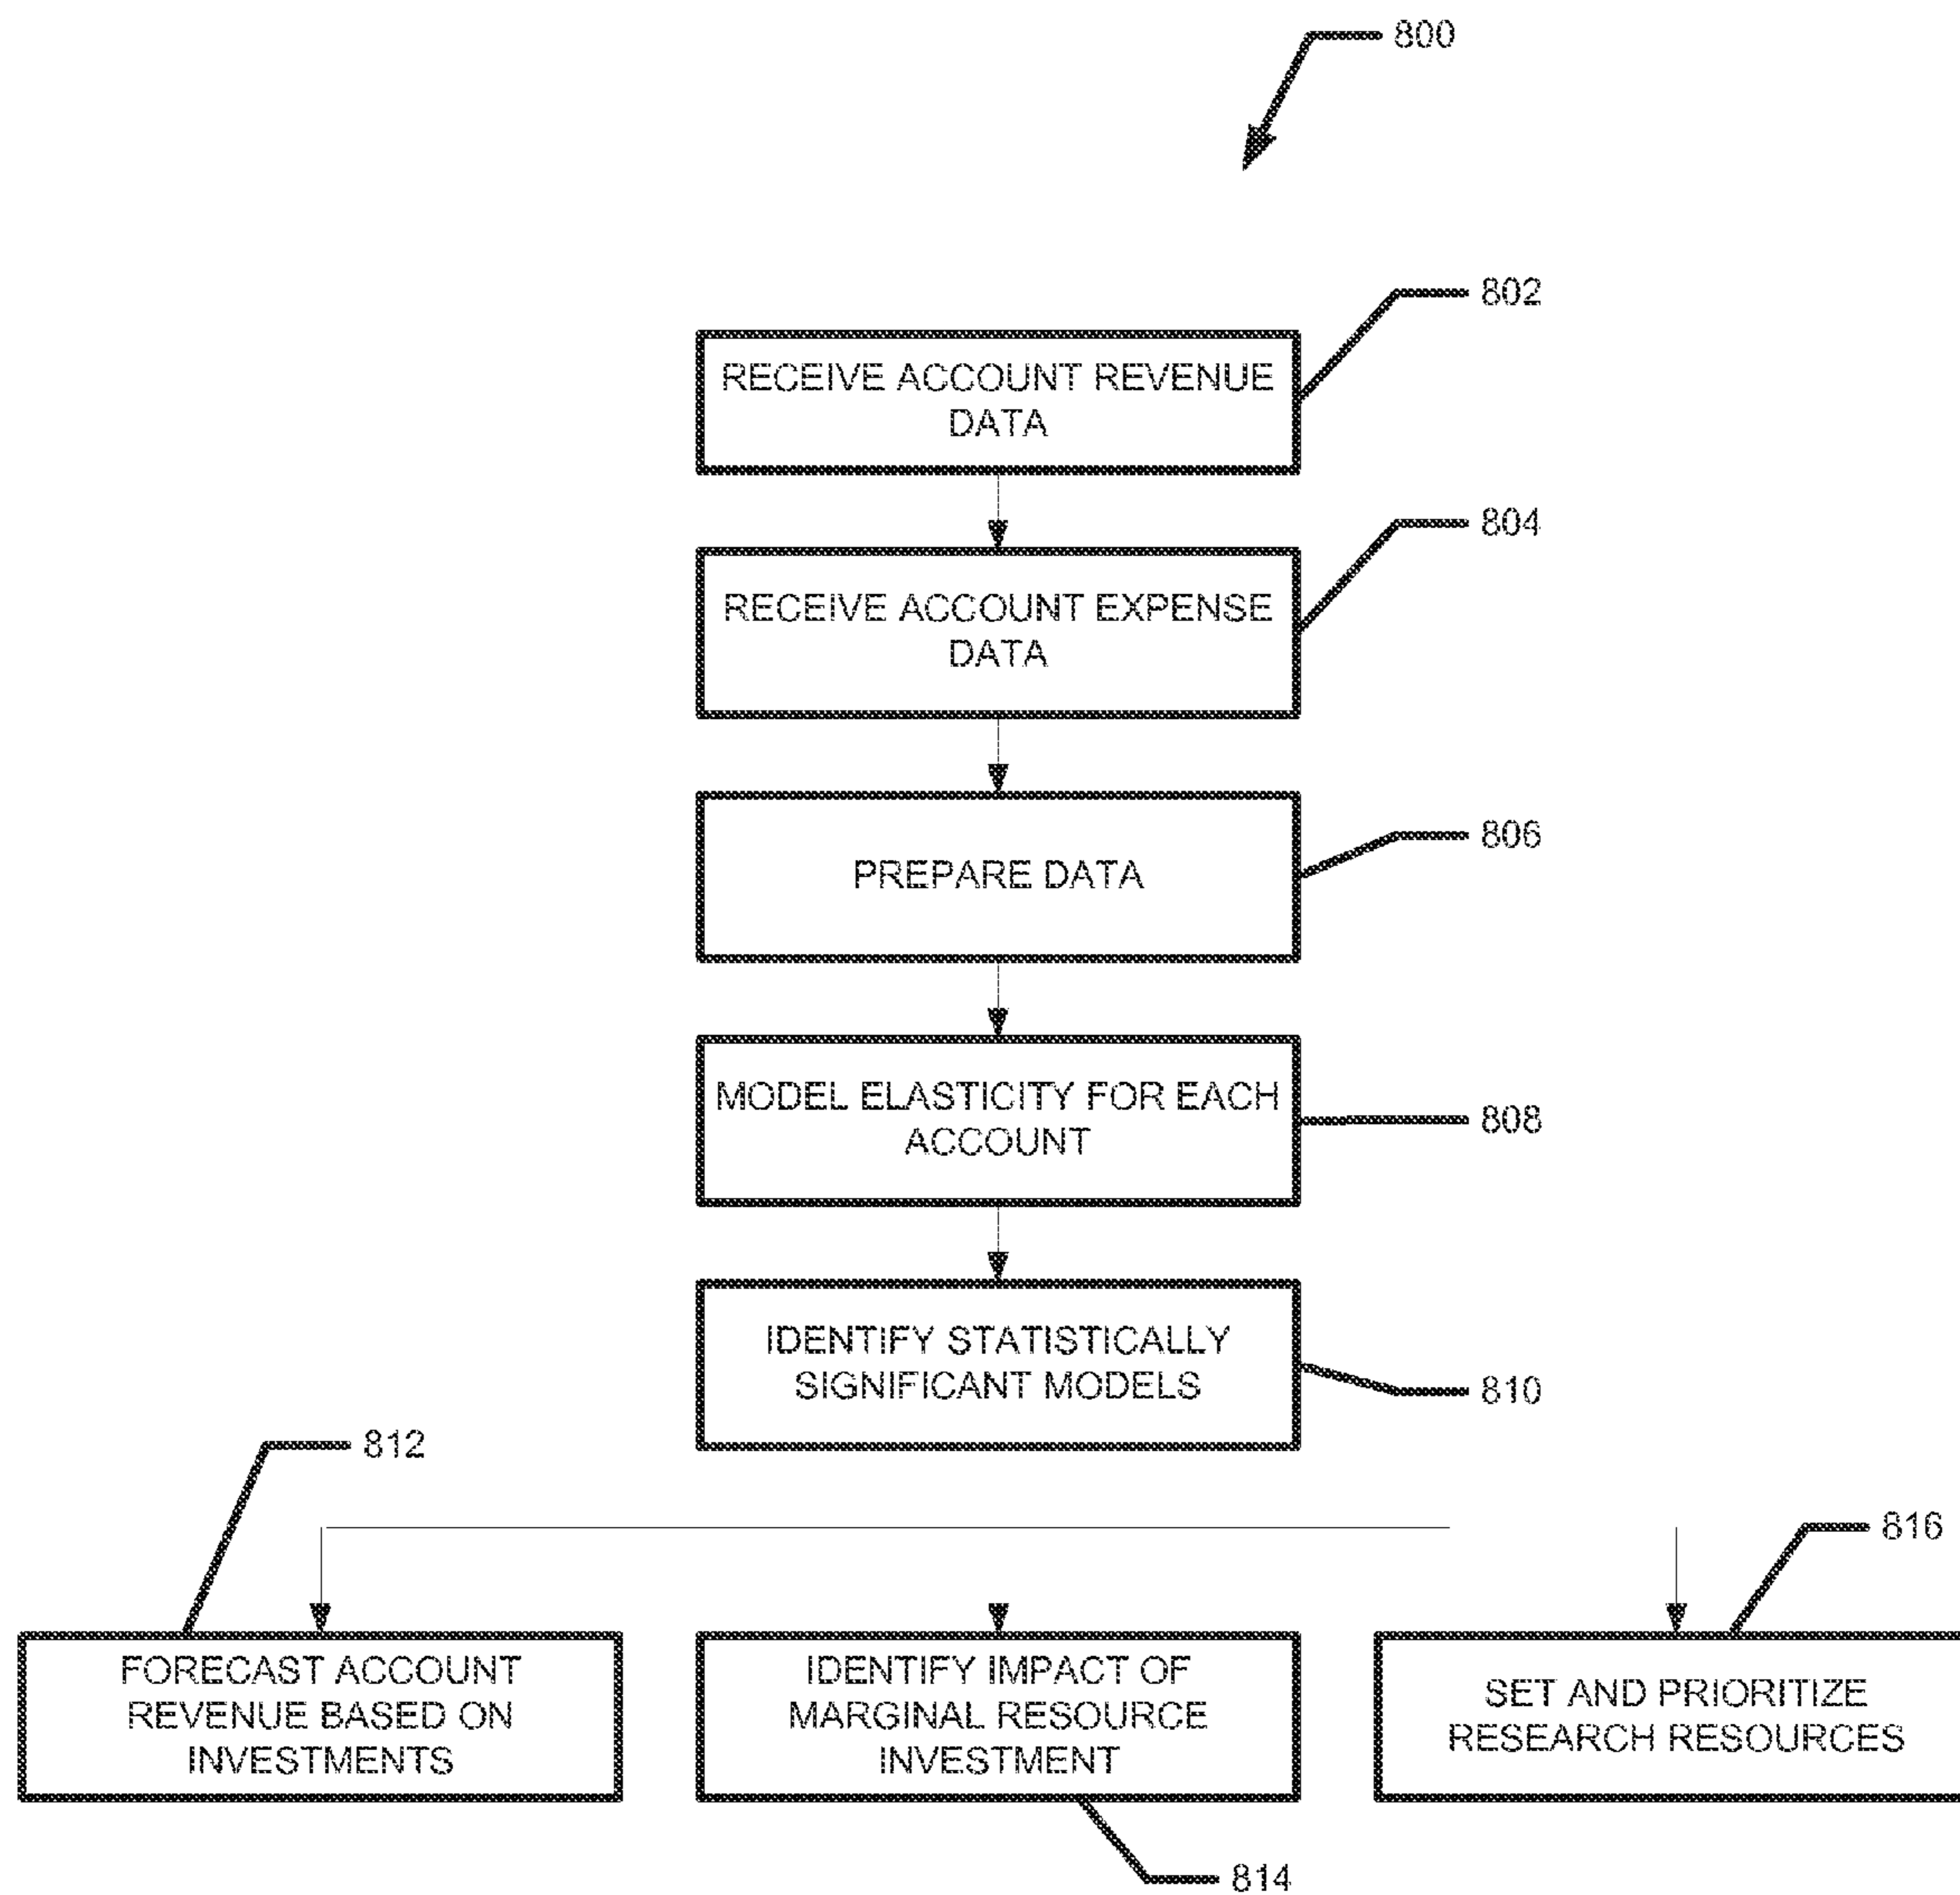 800
802
RECEIVE ACCOUNT REVENUE
DATA
804
RECEIVE ACCOUNT EXPENSE
DATA
806
PREPARE DATA
808
MODEL ELASTICITY FOR EACH
ACCOUNT
810
IDENTIFY STATISTICALLY
SIGNIFICANT MODELS
812
816
FORECAST ACCOUNT
REVENUE BASED ON
INVESTMENTS
IDENTIFY IMPACT OF
MARGINAL RESOURCE
INVESTMENT
SET AND PRIORITIZE
RESEARCH RESOURCES
814